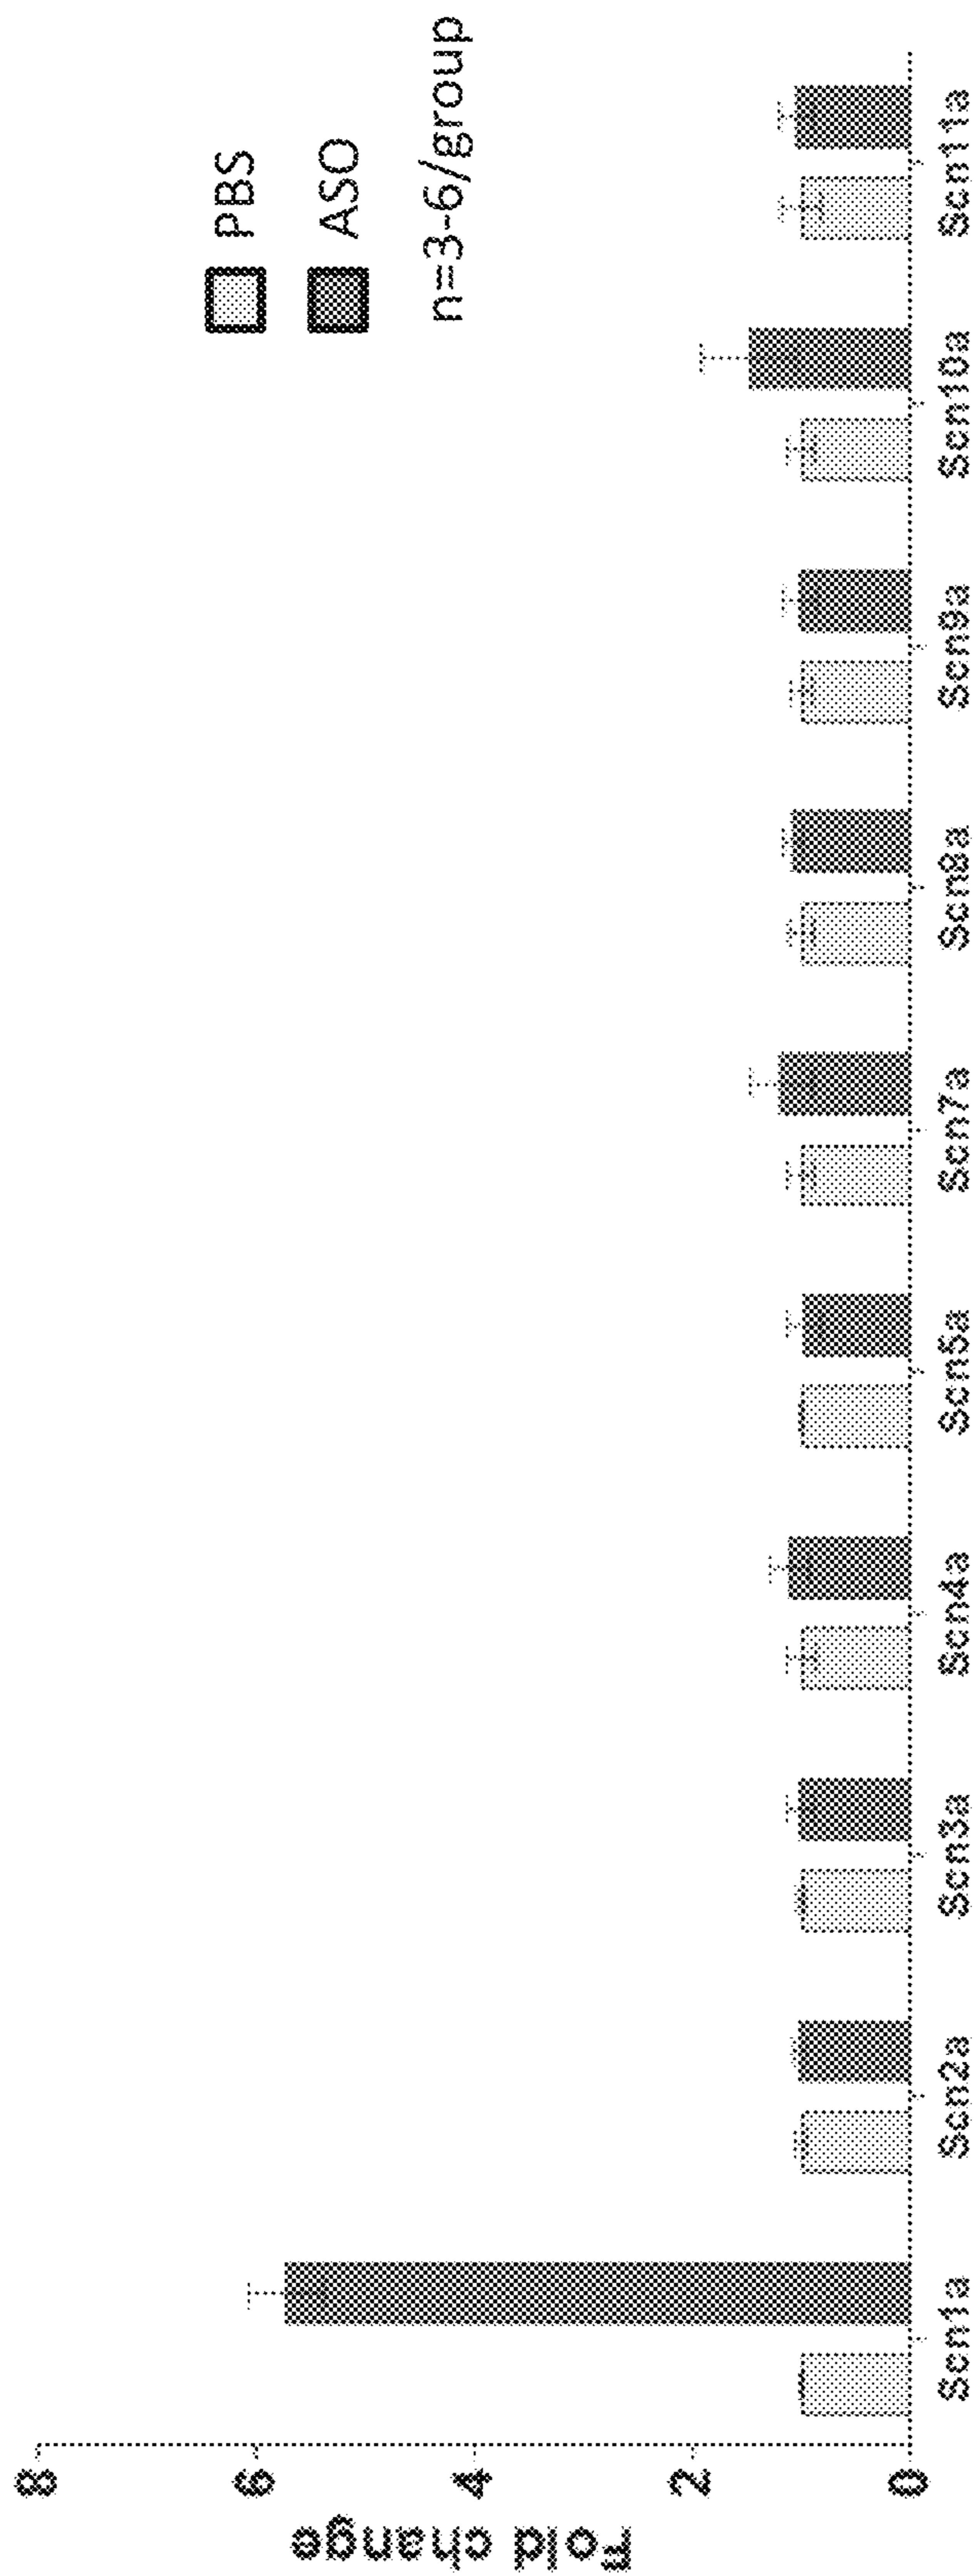 PBS
ASO
n=3-6/group
Fold change
8
6
4
2
0
Scn1a
Scn2a
Scn3a
Scn4a
Scn5a
Scn7a
Scn8a
Scn9a
Scn10a
Scn11a